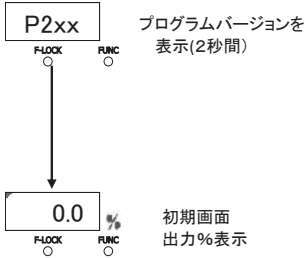 P2xx
プログラムバージョンを
表示(2秒間)
F-LOCK FUNC
0.0 %
初期画面
出力%表示
F-LOCK FUNC